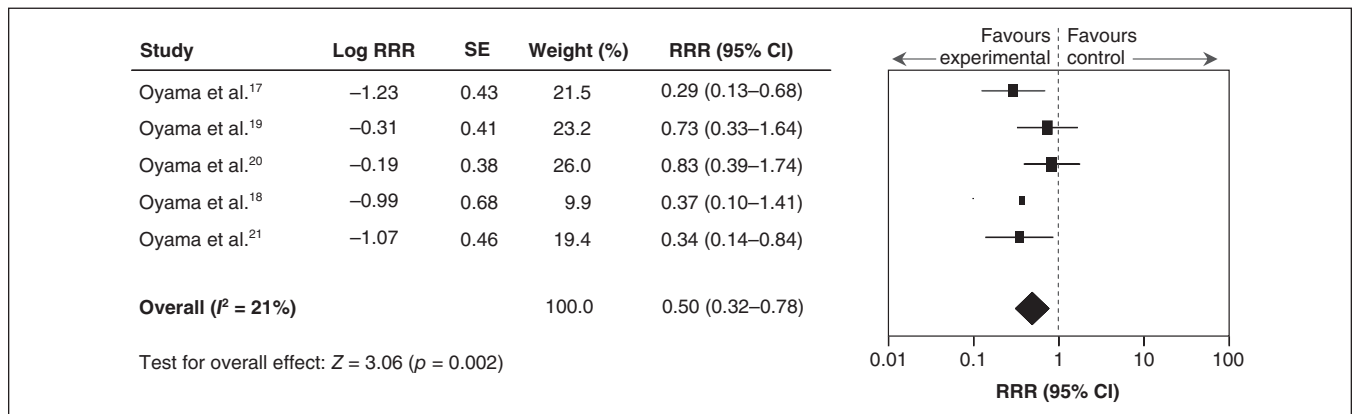 Favours Favours
experimental control
Study Log RRR SE Weight (%) RRR (95% CI)
Oyama et al.17 –1.23 0.43 21.5 0.29 (0.13–0.68)
Oyama et al.19 –0.31 0.41 23.2 0.73 (0.33–1.64)
Oyama et al.20 –0.19 0.38 26.0 0.83 (0.39–1.74)
Oyama et al.18 –0.99 0.68 9.9 0.37 (0.10–1.41)
Oyama et al.21 –1.07 0.46 19.4 0.34 (0.14–0.84)
Overall (I2 = 21%) 100.0 0.50 (0.32–0.78)
Test for overall effect: Z = 3.06 (p = 0.002)
0.01 0.1 1 10 100
RRR (95% CI)